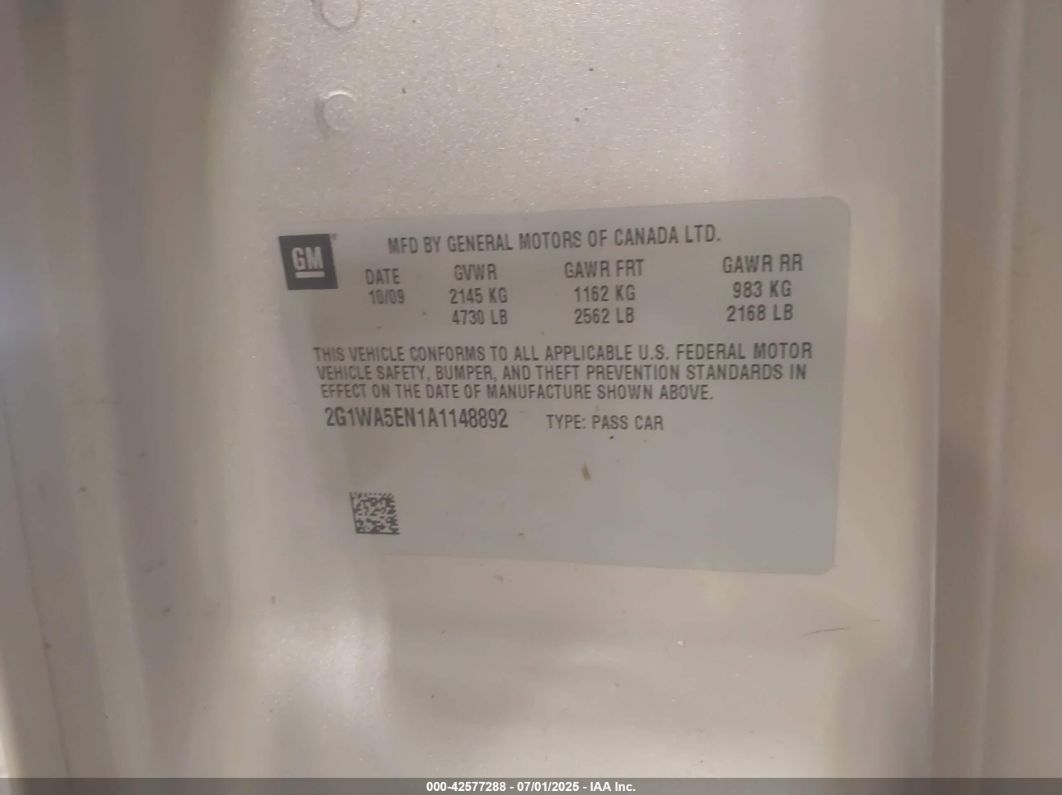 GM
MFD BY GENERAL MOTORS OF CANADA LTD.
DATE GVWR GAWR FRT GAWR RR
10/09 2145 KG 1162 KG 983 KG
4730 LB 2562 LB 2168 LB
THIS VEHICLE CONFORMS TO ALL APPLICABLE U.S. FEDERAL MOTOR
VEHICLE SAFETY, BUMPER, AND THEFT PREVENTION STANDARDS IN
EFFECT ON THE DATE OF MANUFACTURE SHOWN ABOVE.
2G1WA5EN1A1148892 TYPE: PASS CAR
000-42577288 - 07/01/2025 - IAA Inc.